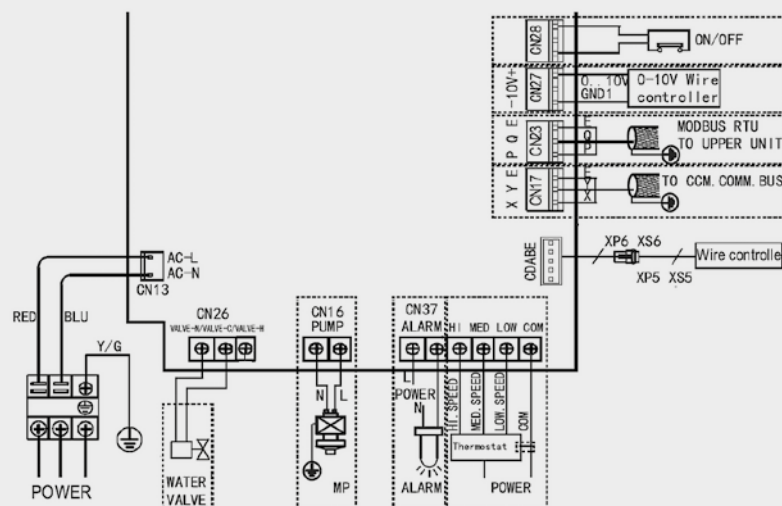 CN28
ON/OFF
-10V+
CN27
0..10V
GND1
0-10V Wire
controller
P Q E
CN23
E
Q
P
MODBUS RTU
TO UPPER UNIT
X Y E
CN17
E
Y
X
TO CCM.COMM.BUS
CDABE
XP6 XS6
XP5 XS5
Wire controlle
AC-L
AC-N
CN13
RED
BLU
Y/G
POWER
CN26
VALVE-N/VALVE-C/VALVE-H
WATER
VALVE
CN16
PUMP
N
L
MP
CN37
ALARM
HI
MED
LOW
COM
L
POWER
N
ALARM
HI.SPEED
MED.SPEED
LOW.SPEED
COM
Thermostat
POWER